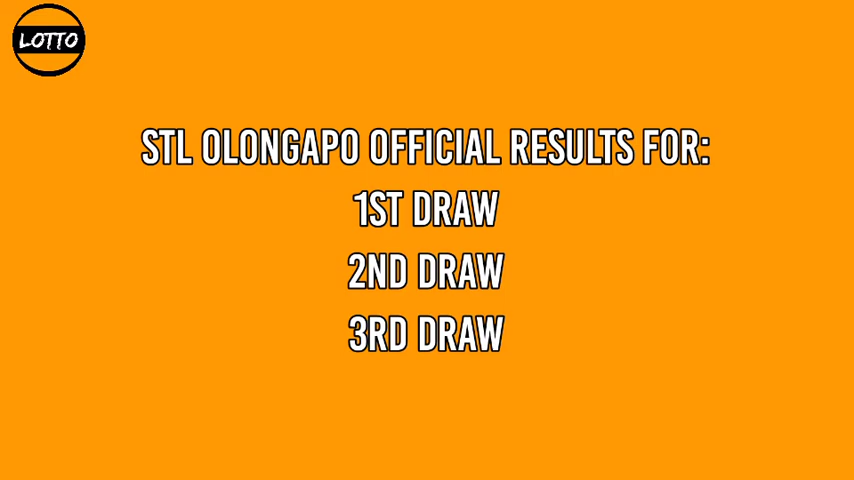 LOTTO
STL OLONGAPO OFFICIAL RESULTS FOR:
1ST DRAW
2ND DRAW
3RD DRAW